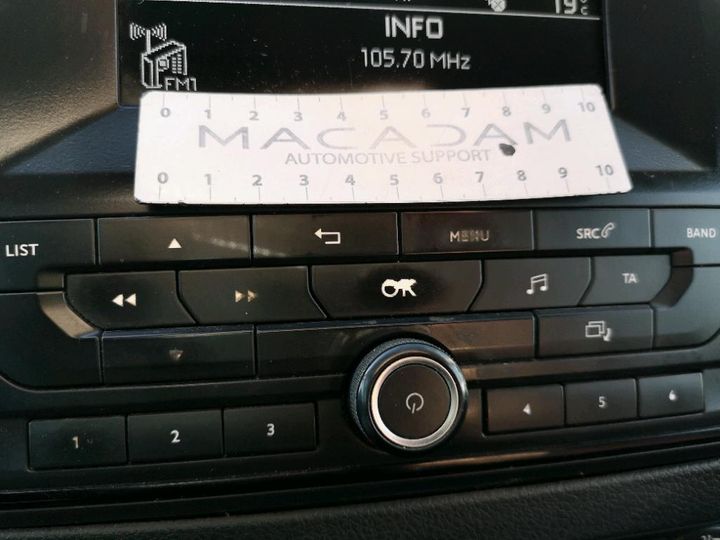 19°C
INFO
105.70 MHz
FM1
0 1 2 3 4 5 6 7 8 9 10
MACADAM
AUTOMOTIVE SUPPORT
0 1 2 3 4 5 6 7 8 9 10
LIST MENU SRC BAND
OK TA
1 2 3 4 5 6